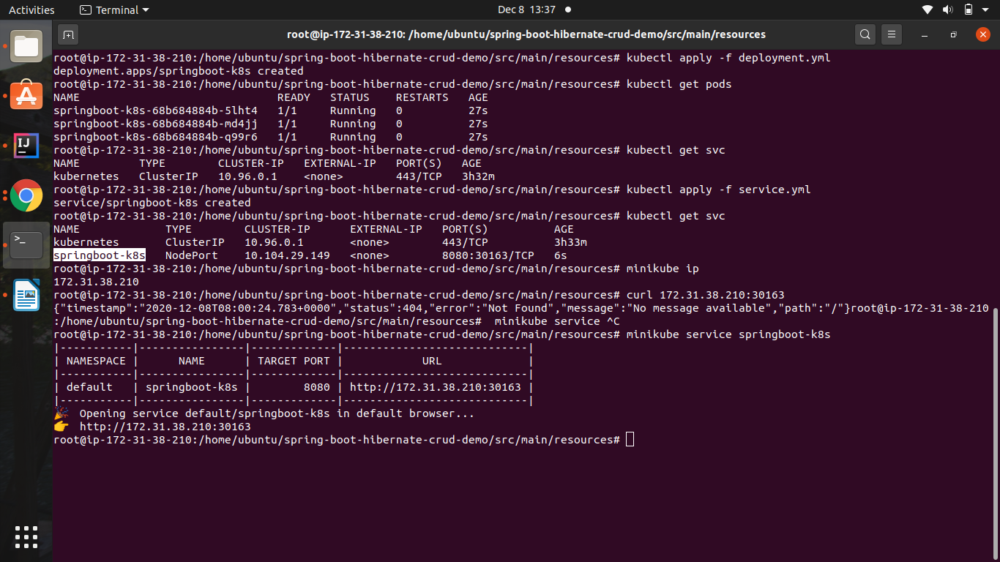 Activities Terminal Dec 8 13:37
root@ip-172-31-38-210: /home/ubuntu/spring-boot-hibernate-crud-demo/src/main/resources
root@ip-172-31-38-210:/home/ubuntu/spring-boot-hibernate-crud-demo/src/main/resources# kubectl apply -f deployment.yml
deployment.apps/springboot-k8s created
root@ip-172-31-38-210:/home/ubuntu/spring-boot-hibernate-crud-demo/src/main/resources# kubectl get pods
NAME                              READY   STATUS    RESTARTS   AGE
springboot-k8s-68b684884b-5lht4   1/1     Running   0          27s
springboot-k8s-68b684884b-md4jj   1/1     Running   0          27s
springboot-k8s-68b684884b-q99r6   1/1     Running   0          27s
root@ip-172-31-38-210:/home/ubuntu/spring-boot-hibernate-crud-demo/src/main/resources# kubectl get svc
NAME         TYPE        CLUSTER-IP   EXTERNAL-IP   PORT(S)   AGE
kubernetes   ClusterIP   10.96.0.1    <none>        443/TCP   3h32m
root@ip-172-31-38-210:/home/ubuntu/spring-boot-hibernate-crud-demo/src/main/resources# kubectl apply -f service.yml
service/springboot-k8s created
root@ip-172-31-38-210:/home/ubuntu/spring-boot-hibernate-crud-demo/src/main/resources# kubectl get svc
NAME             TYPE        CLUSTER-IP      EXTERNAL-IP   PORT(S)          AGE
kubernetes       ClusterIP   10.96.0.1       <none>        443/TCP          3h33m
springboot-k8s   NodePort    10.104.29.149   <none>        8080:30163/TCP   6s
root@ip-172-31-38-210:/home/ubuntu/spring-boot-hibernate-crud-demo/src/main/resources# minikube ip
172.31.38.210
root@ip-172-31-38-210:/home/ubuntu/spring-boot-hibernate-crud-demo/src/main/resources# curl 172.31.38.210:30163
{"timestamp":"2020-12-08T08:00:24.783+0000","status":404,"error":"Not Found","message":"No message available","path":"/"}root@ip-172-31-38-210
:/home/ubuntu/spring-boot-hibernate-crud-demo/src/main/resources#  minikube service ^C
root@ip-172-31-38-210:/home/ubuntu/spring-boot-hibernate-crud-demo/src/main/resources# minikube service springboot-k8s
|-----------|----------------|-------------|----------------------------|
| NAMESPACE |      NAME      | TARGET PORT |            URL             |
|-----------|----------------|-------------|----------------------------|
| default   | springboot-k8s |        8080 | http://172.31.38.210:30163 |
|-----------|----------------|-------------|----------------------------|
🎉  Opening service default/springboot-k8s in default browser...
👉  http://172.31.38.210:30163
root@ip-172-31-38-210:/home/ubuntu/spring-boot-hibernate-crud-demo/src/main/resources#
IJ